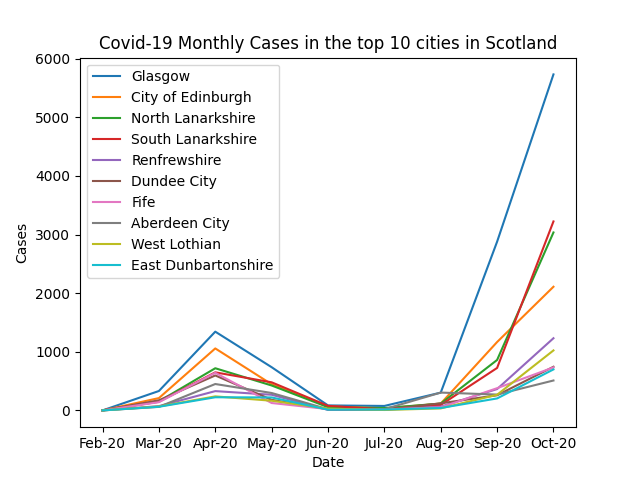 Covid-19 Monthly Cases in the top 10 cities in Scotland
Glasgow
City of Edinburgh
North Lanarkshire
South Lanarkshire
Renfrewshire
Dundee City
Fife
Aberdeen City
West Lothian
East Dunbartonshire
Cases
6000
5000
4000
3000
2000
1000
0
Feb-20 Mar-20 Apr-20 May-20 Jun-20 Jul-20 Aug-20 Sep-20 Oct-20
Date